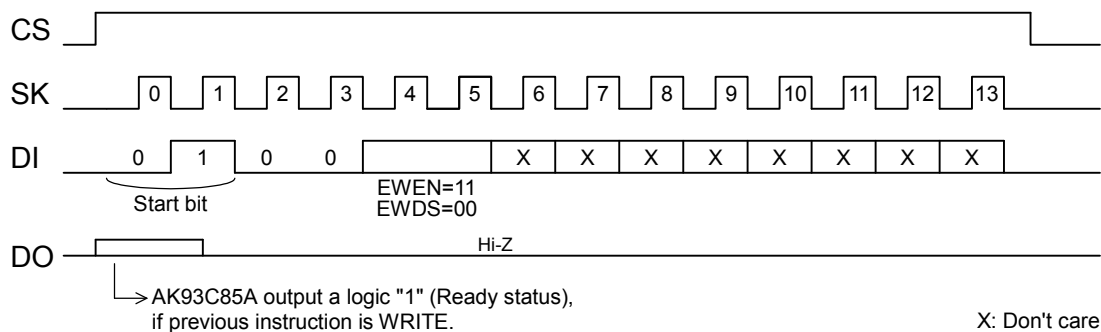 CS
SK 0 1 2 3 4 5 6 7 8 9 10 11 12 13
DI 0 1 0 0 X X X X X X X X
EWEN=11
EWDS=00
Start bit
Hi-Z
DO
AK93C85A output a logic "1" (Ready status),
if previous instruction is WRITE.
X: Don't care